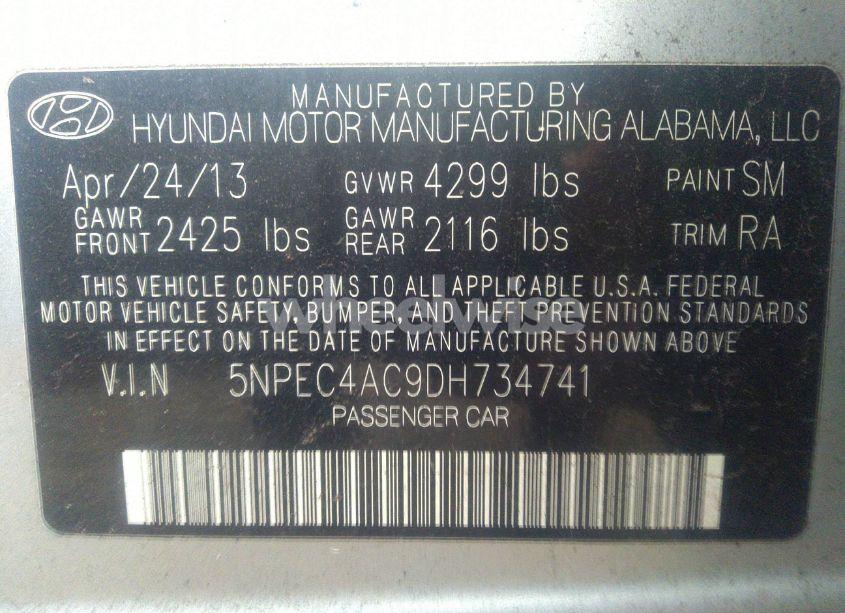 MANUFACTURED BY
HYUNDAI MOTOR MANUFACTURING ALABAMA, LLC
Apr/24/13 GVWR 4299 lbs PAINT SM
GAWR FRONT 2425 lbs GAWR REAR 2116 lbs TRIM RA
THIS VEHICLE CONFORMS TO ALL APPLICABLE U.S.A. FEDERAL
MOTOR VEHICLE SAFETY, BUMPER, AND THEFT PREVENTION STANDARDS
IN EFFECT ON THE DATE OF MANUFACTURE SHOWN ABOVE
wheelwise
V.I.N 5NPEC4AC9DH734741
PASSENGER CAR